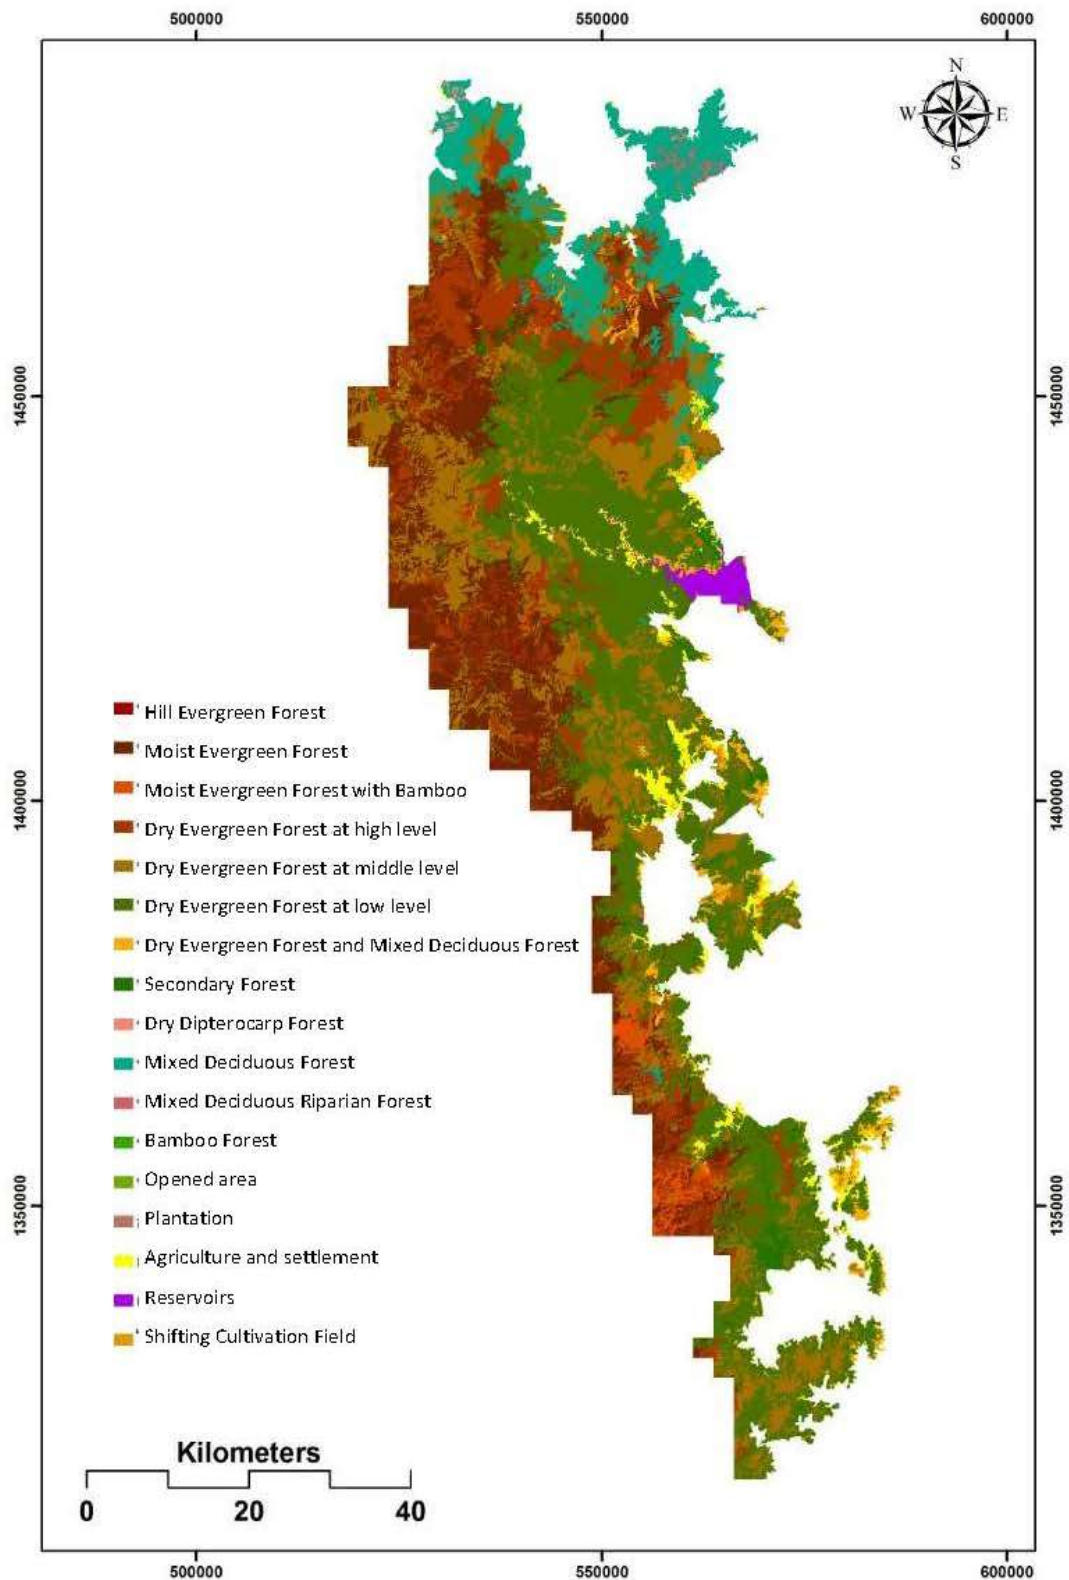 500000 550000 600000
N
W E
S
1450000 1450000
Hill Evergreen Forest
Moist Evergreen Forest
Moist Evergreen Forest with Bamboo
1400000 1400000
Dry Evergreen Forest at high level
Dry Evergreen Forest at middle level
Dry Evergreen Forest at low level
Dry Evergreen Forest and Mixed Deciduous Forest
Secondary Forest
Dry Dipterocarp Forest
Mixed Deciduous Forest
Mixed Deciduous Riparian Forest
Bamboo Forest
Opened area
1350000 1350000
Plantation
Agriculture and settlement
Reservoirs
Shifting Cultivation Field
Kilometers
0 20 40
500000 550000 600000